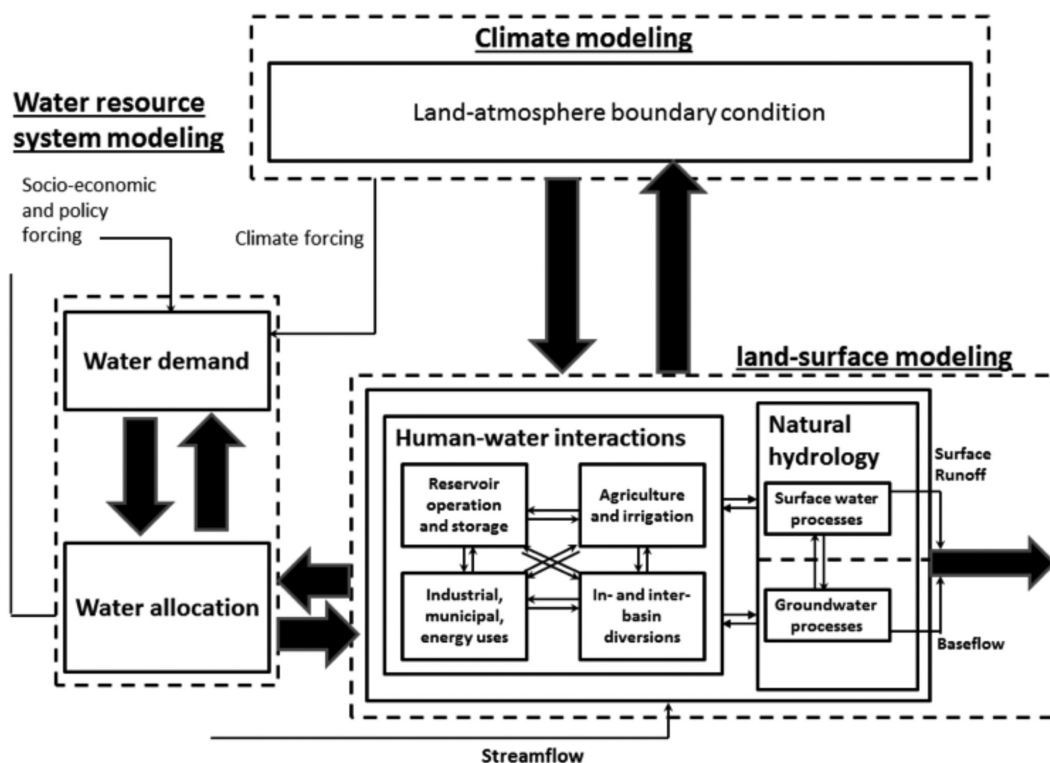 Climate modeling
Land-atmosphere boundary condition
Water resource
system modeling
Socio-economic
and policy
forcing
Climate forcing
Water demand
Water allocation
land-surface modeling
Human-water interactions
Reservoir
operation
and storage
Agriculture
and irrigation
Industrial,
municipal,
energy uses
In- and inter-
basin
diversions
Natural
hydrology
Surface water
processes
Groundwater
processes
Surface
Runoff
Baseflow
Streamflow